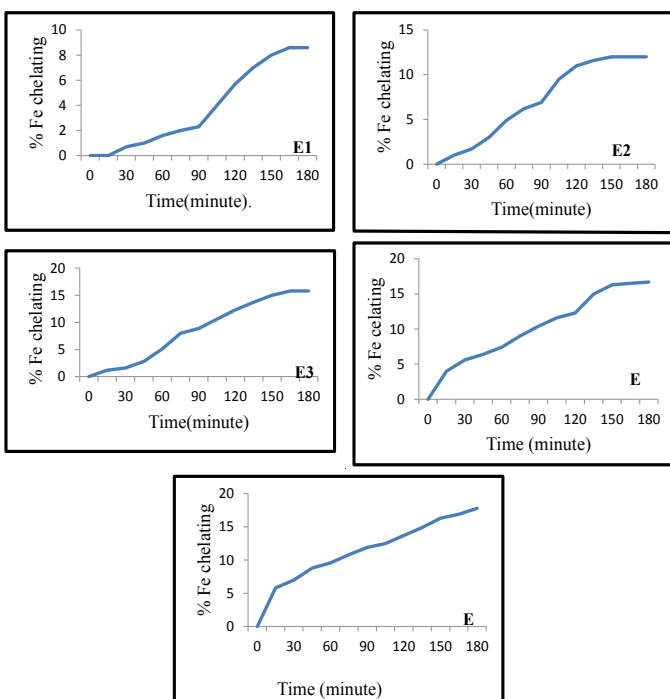 10
8
6
4
2
0
% Fe chelating
E1
0 30 60 90 120 150 180
Time(minute).
15
10
5
0
% Fe chelating
E2
0 30 60 90 120 150 180
Time(minute)
20
15
10
5
0
% Fe chelating
E3
0 30 60 90 120 150 180
Time(minute)
20
15
10
5
0
% Fe celating
E
0 30 60 90 120 150 180
Time (minute)
20
15
10
5
0
% Fe chelating
E
0 30 60 90 120 150 180
Time (minute)